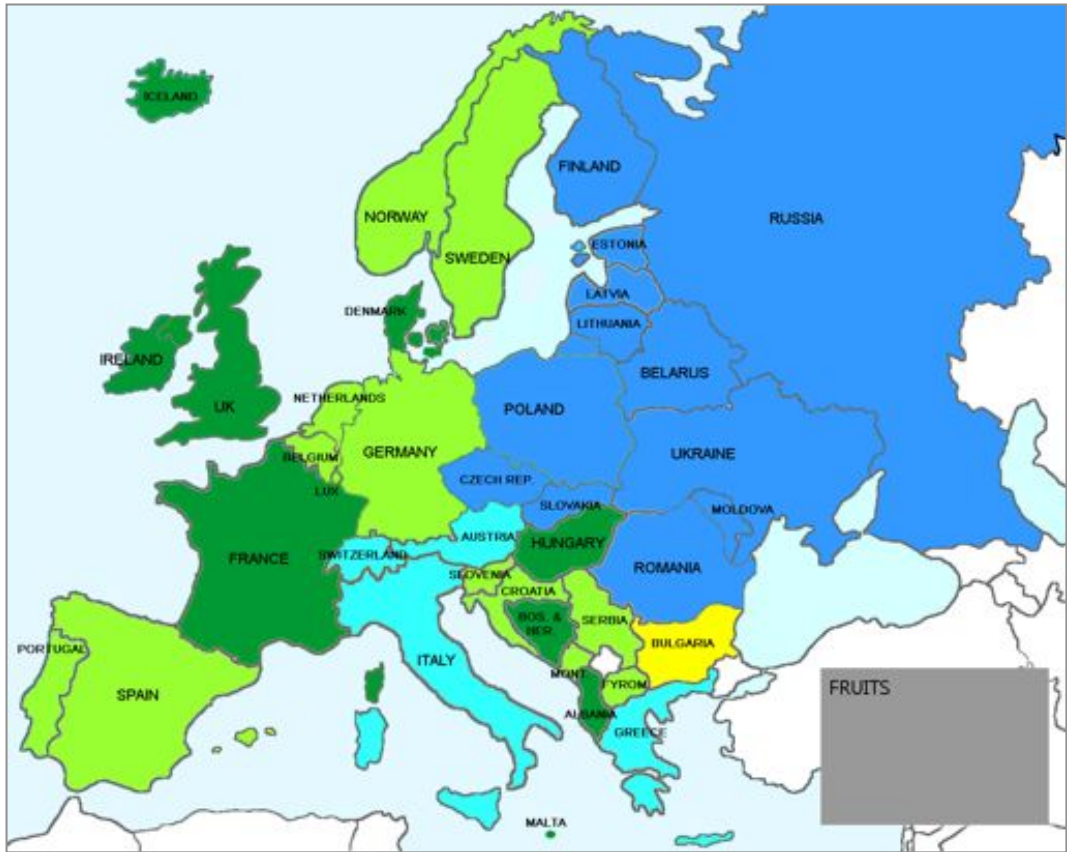 ICELAND
FINLAND
NORWAY
RUSSIA
ESTONIA
SWEDEN
LATVIA
DENMARK
LITHUANIA
IRELAND
BELARUS
NETHERLANDS
UK
POLAND
GERMANY
UKRAINE
BELGIUM
CZECH REP.
LUX
SLOVAKIA
MOLDOVA
AUSTRIA
HUNGARY
SWITZERLAND
FRANCE
ROMANIA
SLOVENIA
CROATIA
BOS. &
HER.
SERBIA
BULGARIA
PORTUGAL
ITALY
MONT.
FYROM
SPAIN
FRUITS
ALBANIA
GREECE
MALTA